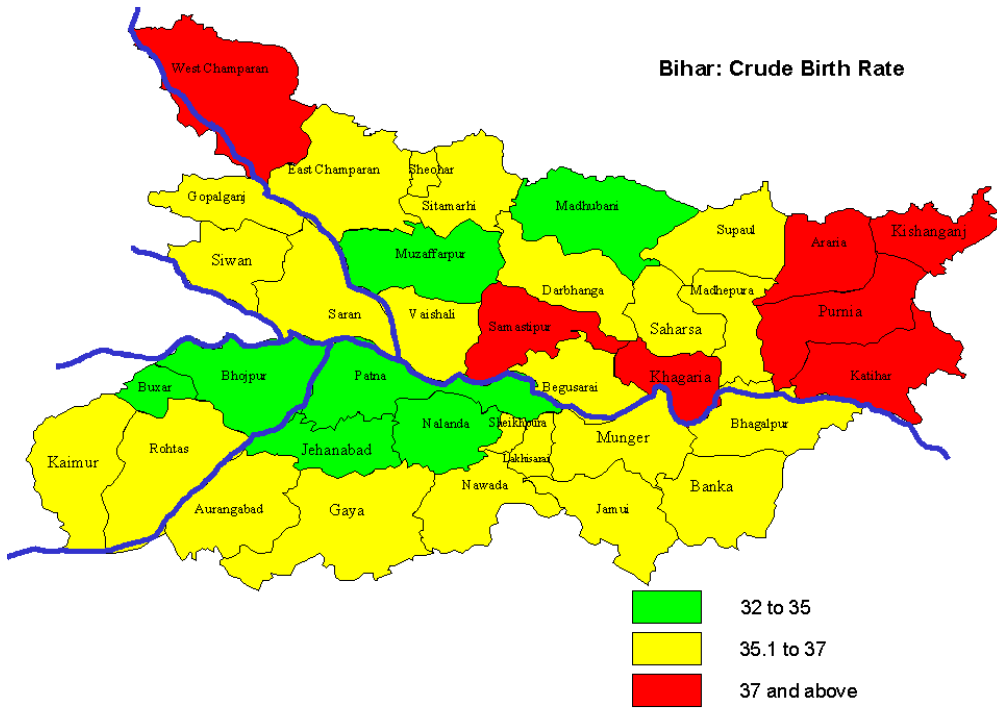 Bihar: Crude Birth Rate
West Champaran
East Champaran
Sheohar
Sitamarhi
Gopalganj
Madhubani
Supaul
Araria
Kishanganj
Siwan
Muzaffarpur
Darbhanga
Madhepura
Saran
Vaishali
Samastipur
Saharsa
Purnia
Buxar
Bhojpur
Patna
Begusarai
Khagaria
Katihar
Kaimur
Rohtas
Jehanabad
Nalanda
Sheikhpura
Munger
Bhagalpur
Lakhisarai
Aurangabad
Gaya
Nawada
Jamui
Banka
32 to 35
35.1 to 37
37 and above